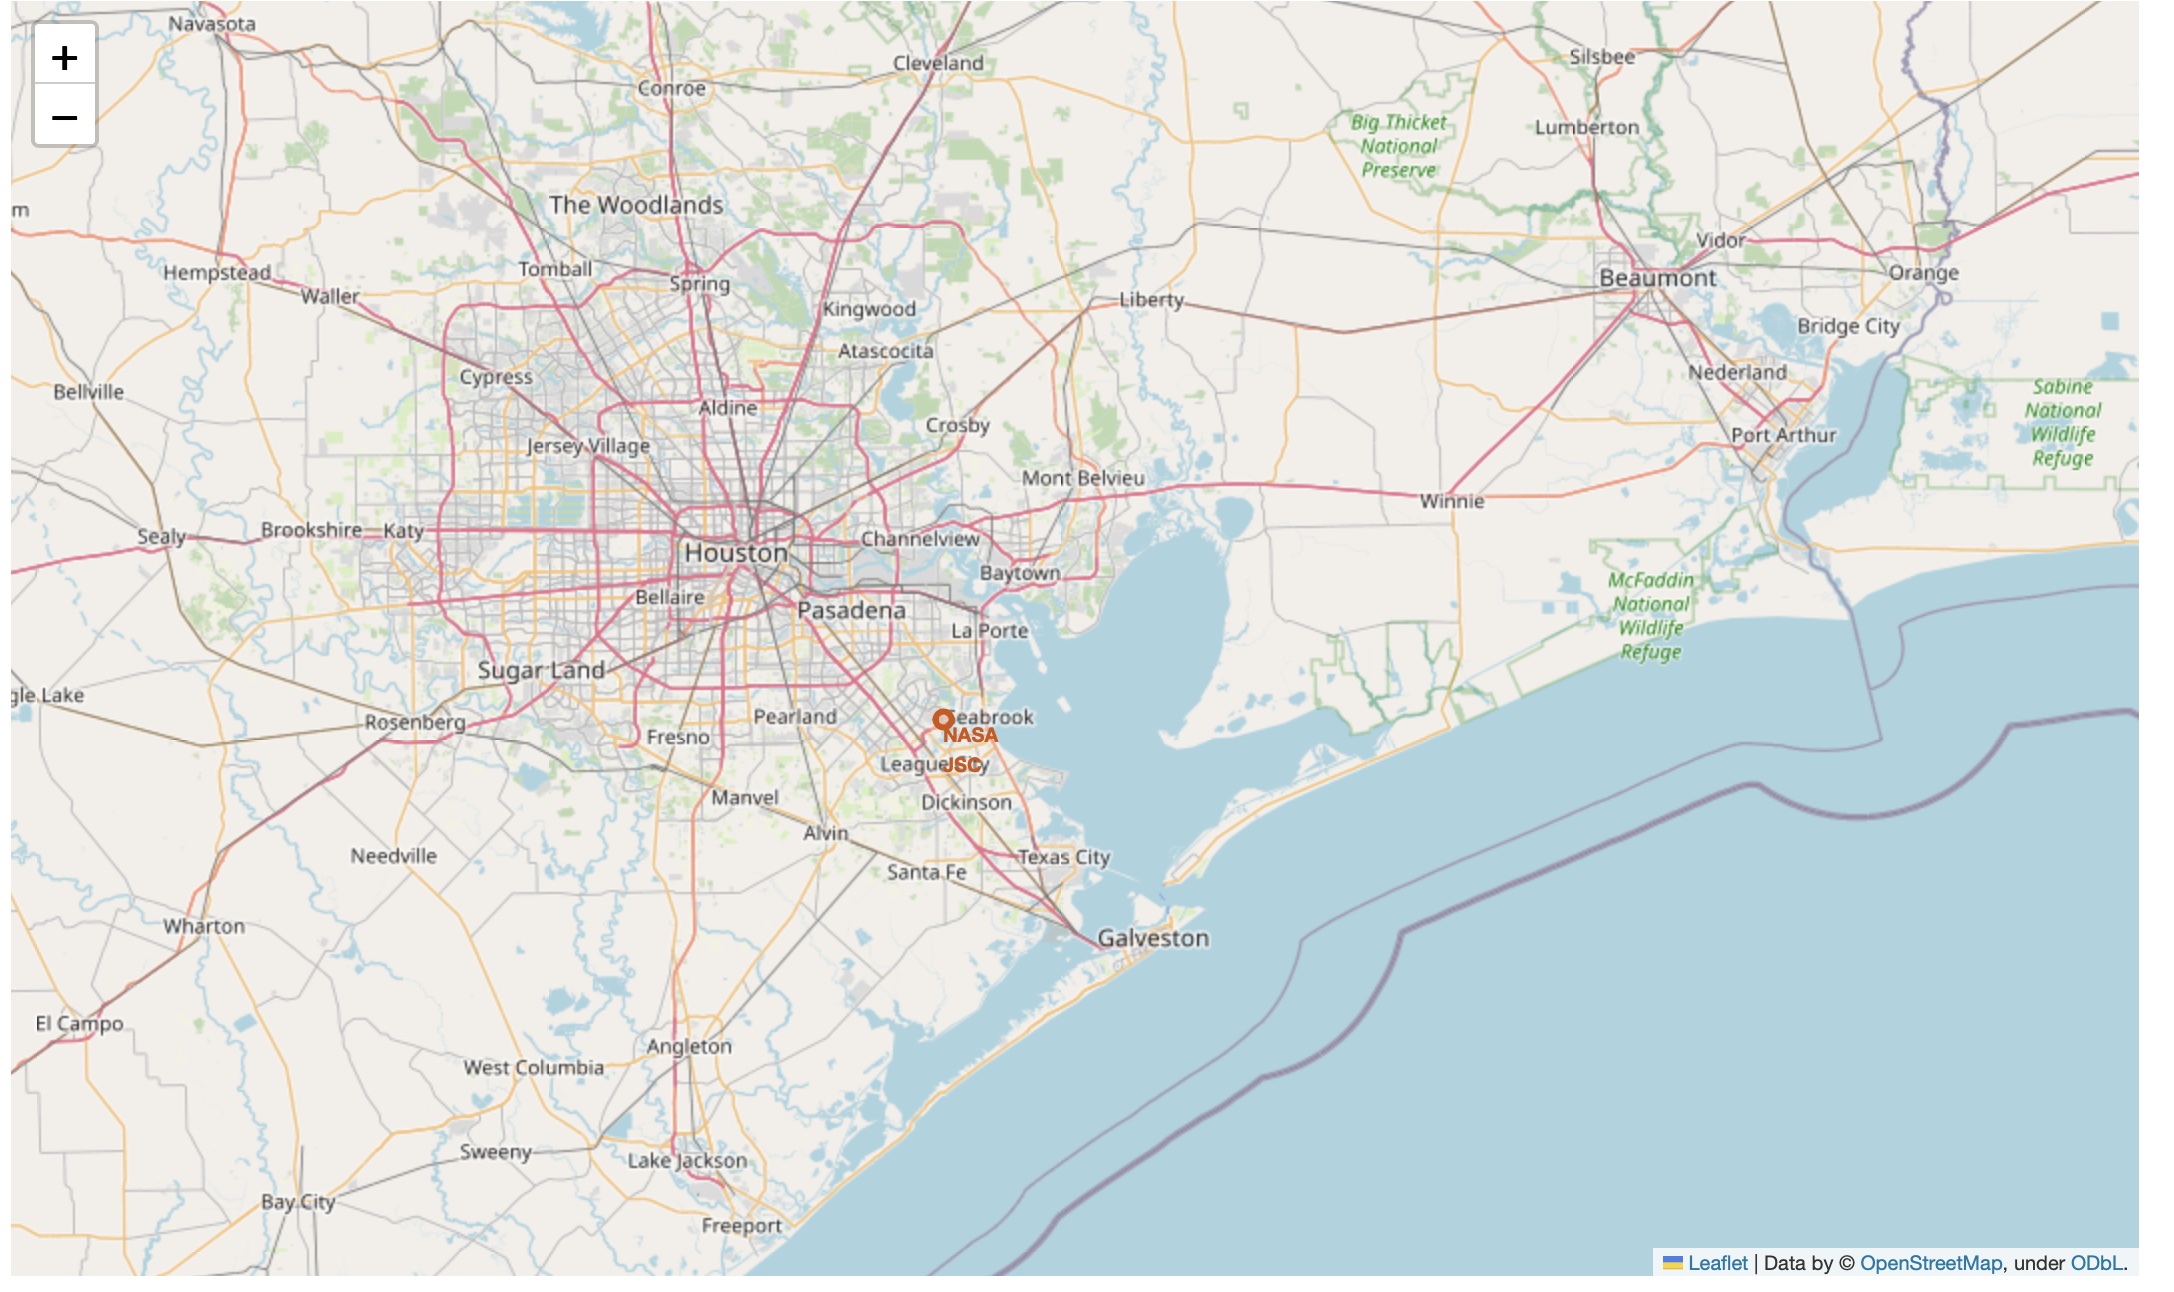 Navasota
+
−
Cleveland
Conroe
Silsbee
Big Thicket
National
Preserve
Lumberton
The Woodlands
m
Vidor
Hempstead
Tomball
Beaumont
Orange
Waller
Spring
Kingwood
Liberty
Bridge City
Atascocita
Cypress
Nederland
Bellville
Aldine
Sabine
National
Wildlife
Refuge
Crosby
Jersey Village
Port Arthur
Mont Belvieu
Winnie
Sealy
Brookshire
Katy
Houston
Channelview
Baytown
McFaddin
National
Wildlife
Refuge
Bellaire
Pasadena
La Porte
Sugar Land
gle Lake
Rosenberg
Pearland
Seabrook
NASA
JSC
Fresno
League City
Manvel
Dickinson
Alvin
Needville
Texas City
Santa Fe
Wharton
Galveston
El Campo
Angleton
West Columbia
Sweeny
Lake Jackson
Bay City
Freeport
Leaflet | Data by © OpenStreetMap, under ODbL.